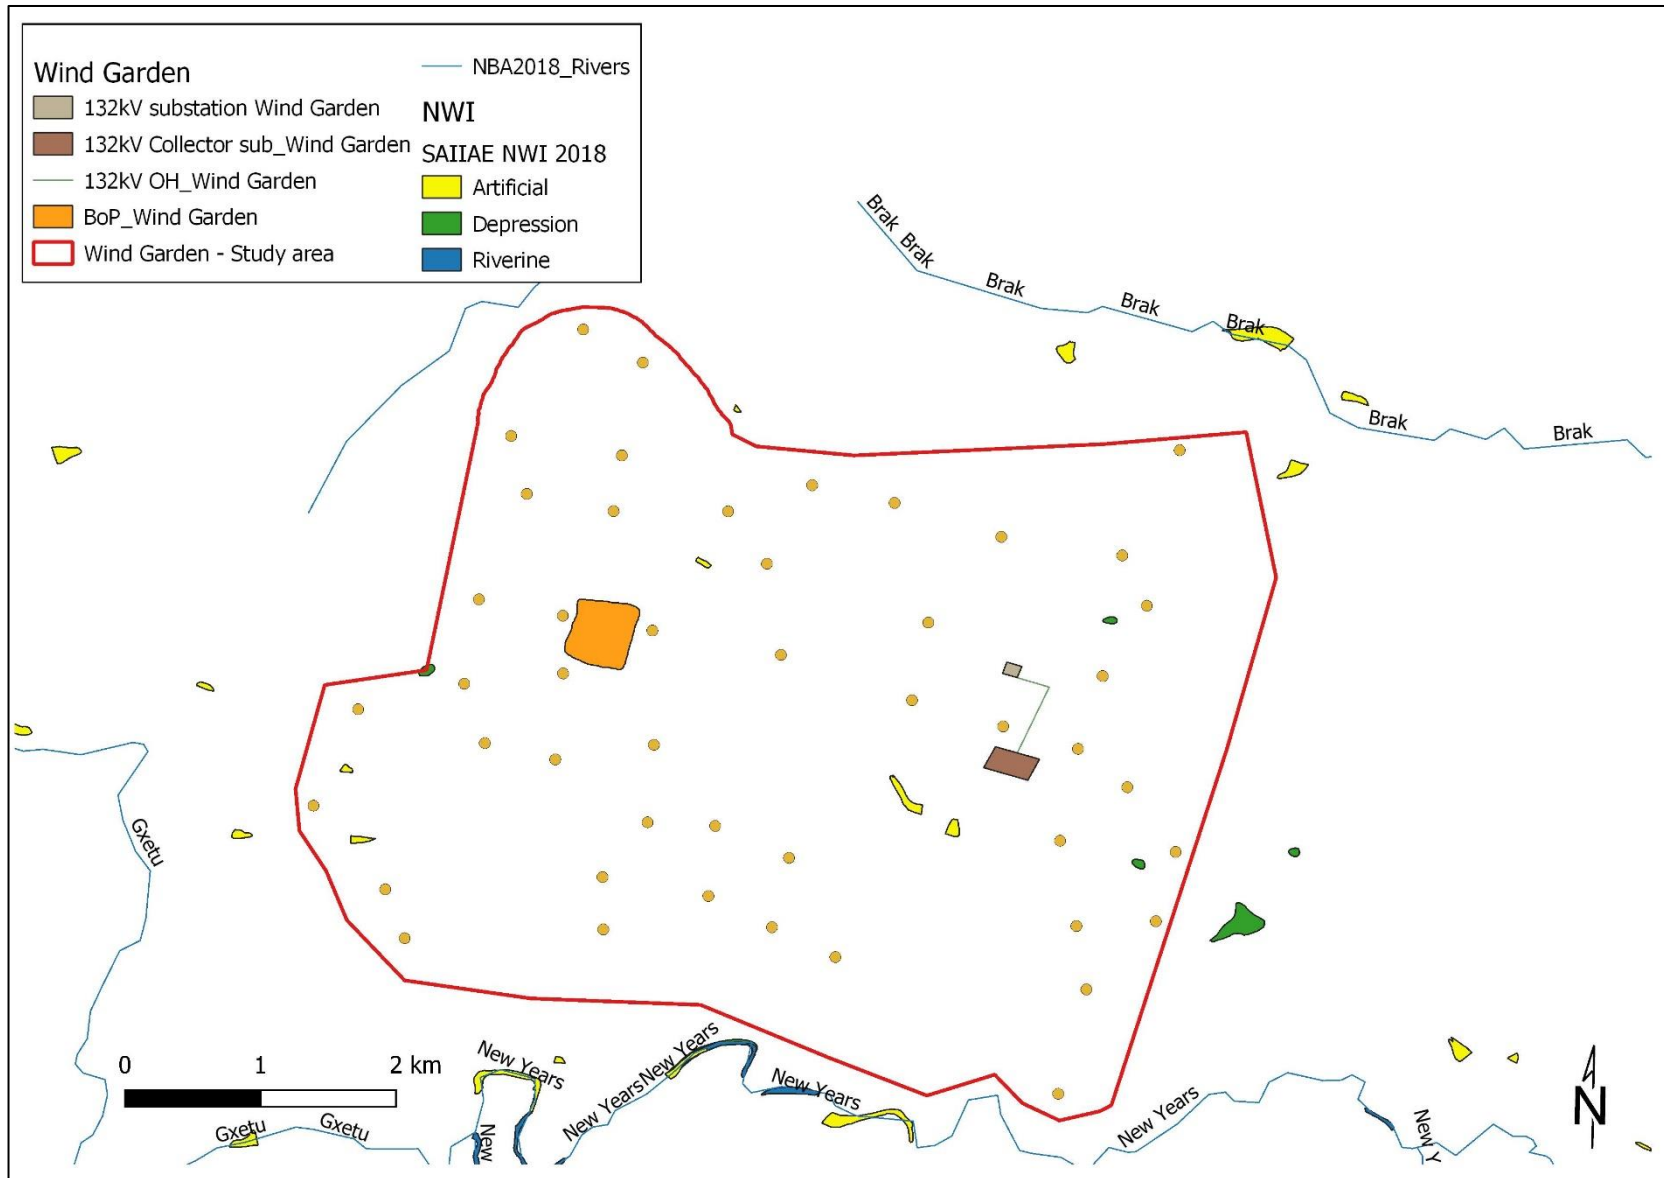 Wind Garden
132kV substation Wind Garden
132kV Collector sub_Wind Garden
132kV OH_Wind Garden
BoP_Wind Garden
Wind Garden - Study area
NBA2018_Rivers
NWI
SAIIAE NWI 2018
Artificial
Depression
Riverine
Brak
Brak
Brak
Brak
Brak
Brak
Brak
Gxetu
0 1 2 km
New Years
New Years
New Years
New Years
New Years
New Y
New
Gxetu
Gxetu
N